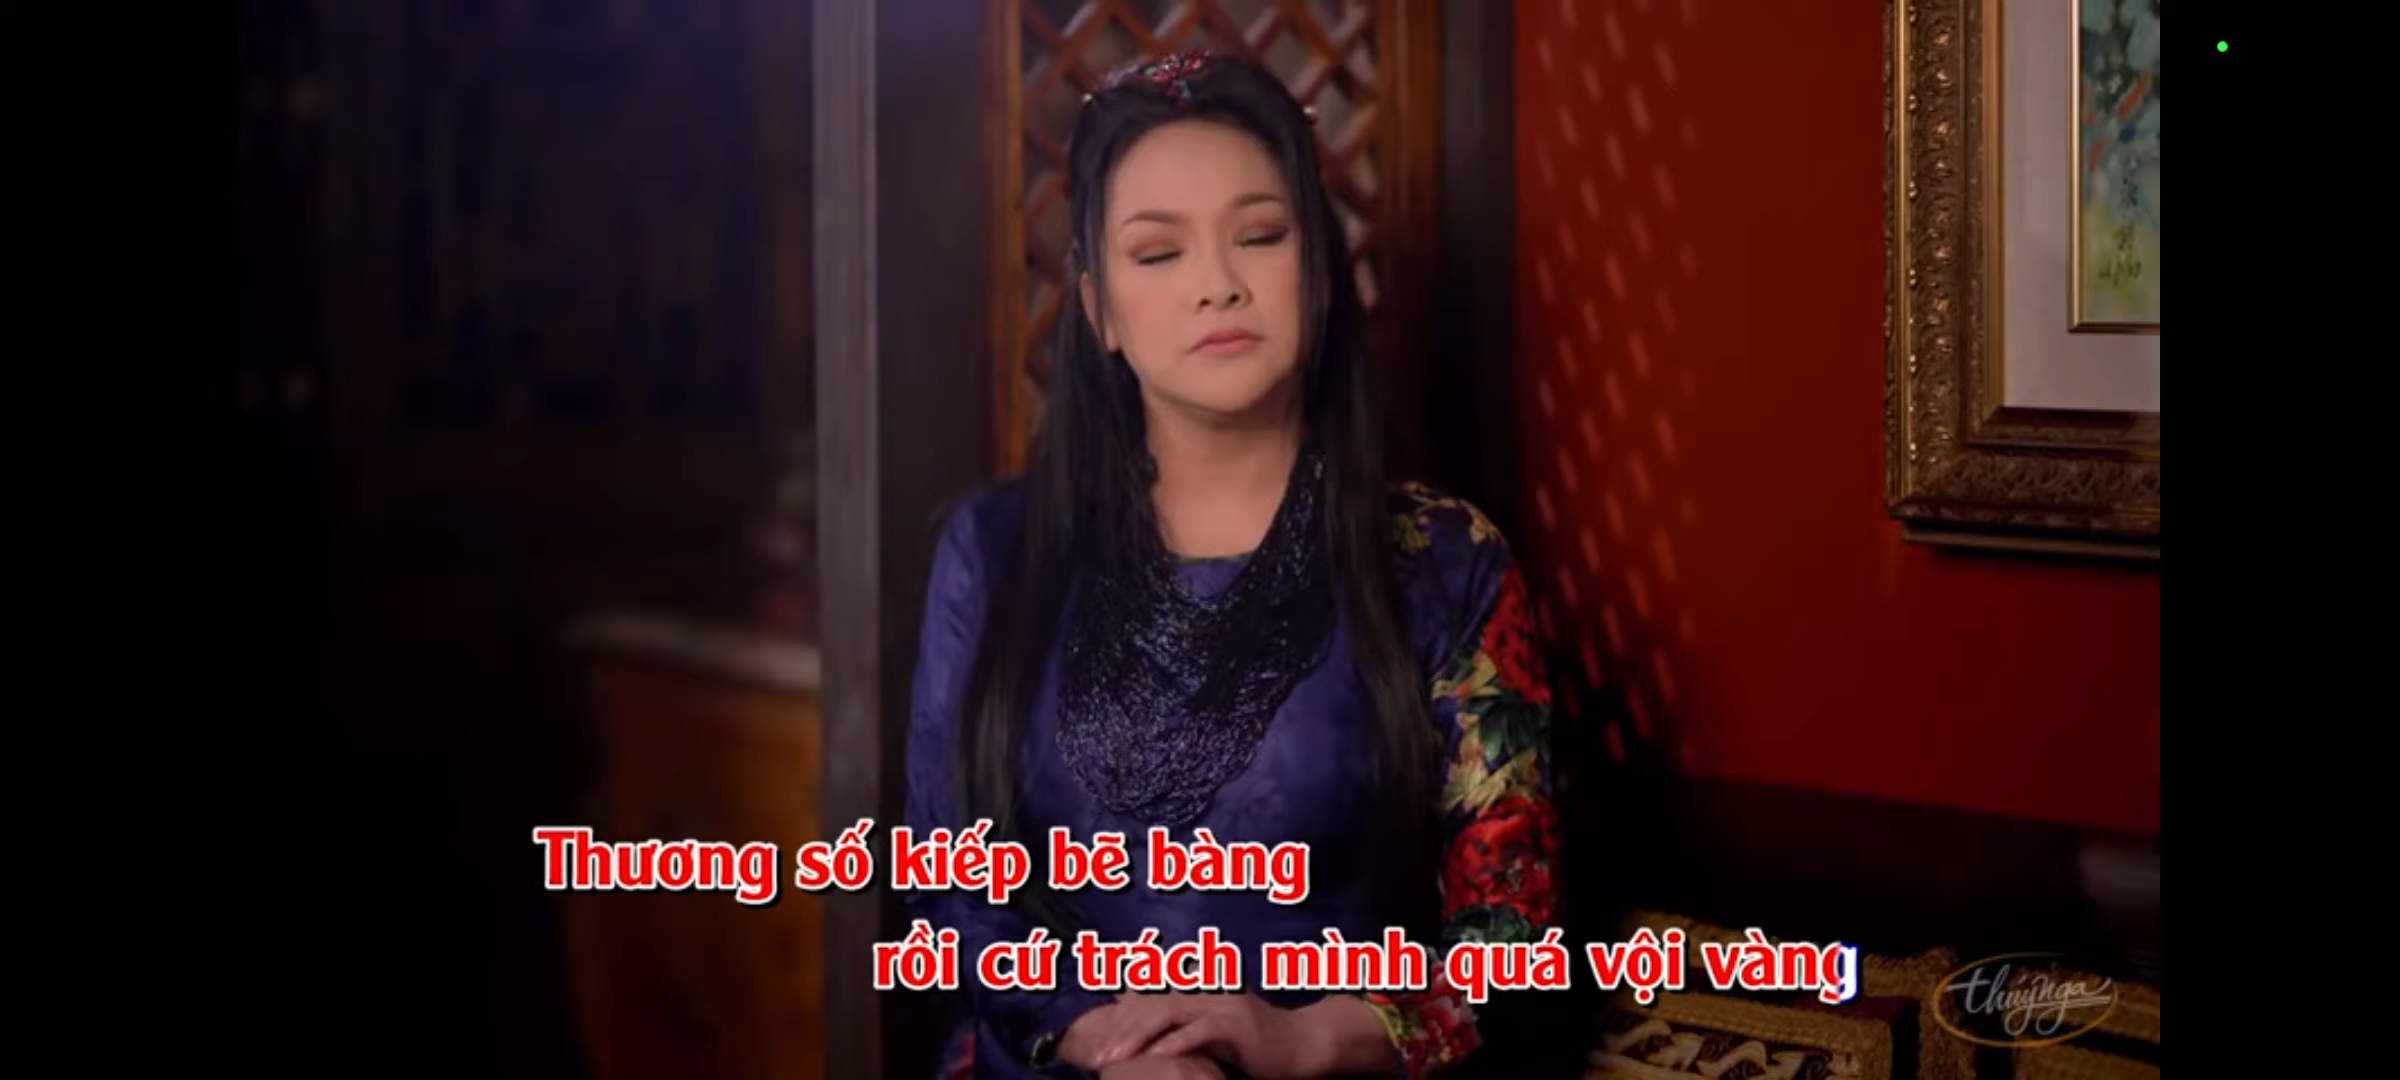 Thương số kiếp bẽ bàng
rồi cứ trách mình quá vội vàng
thúy nga